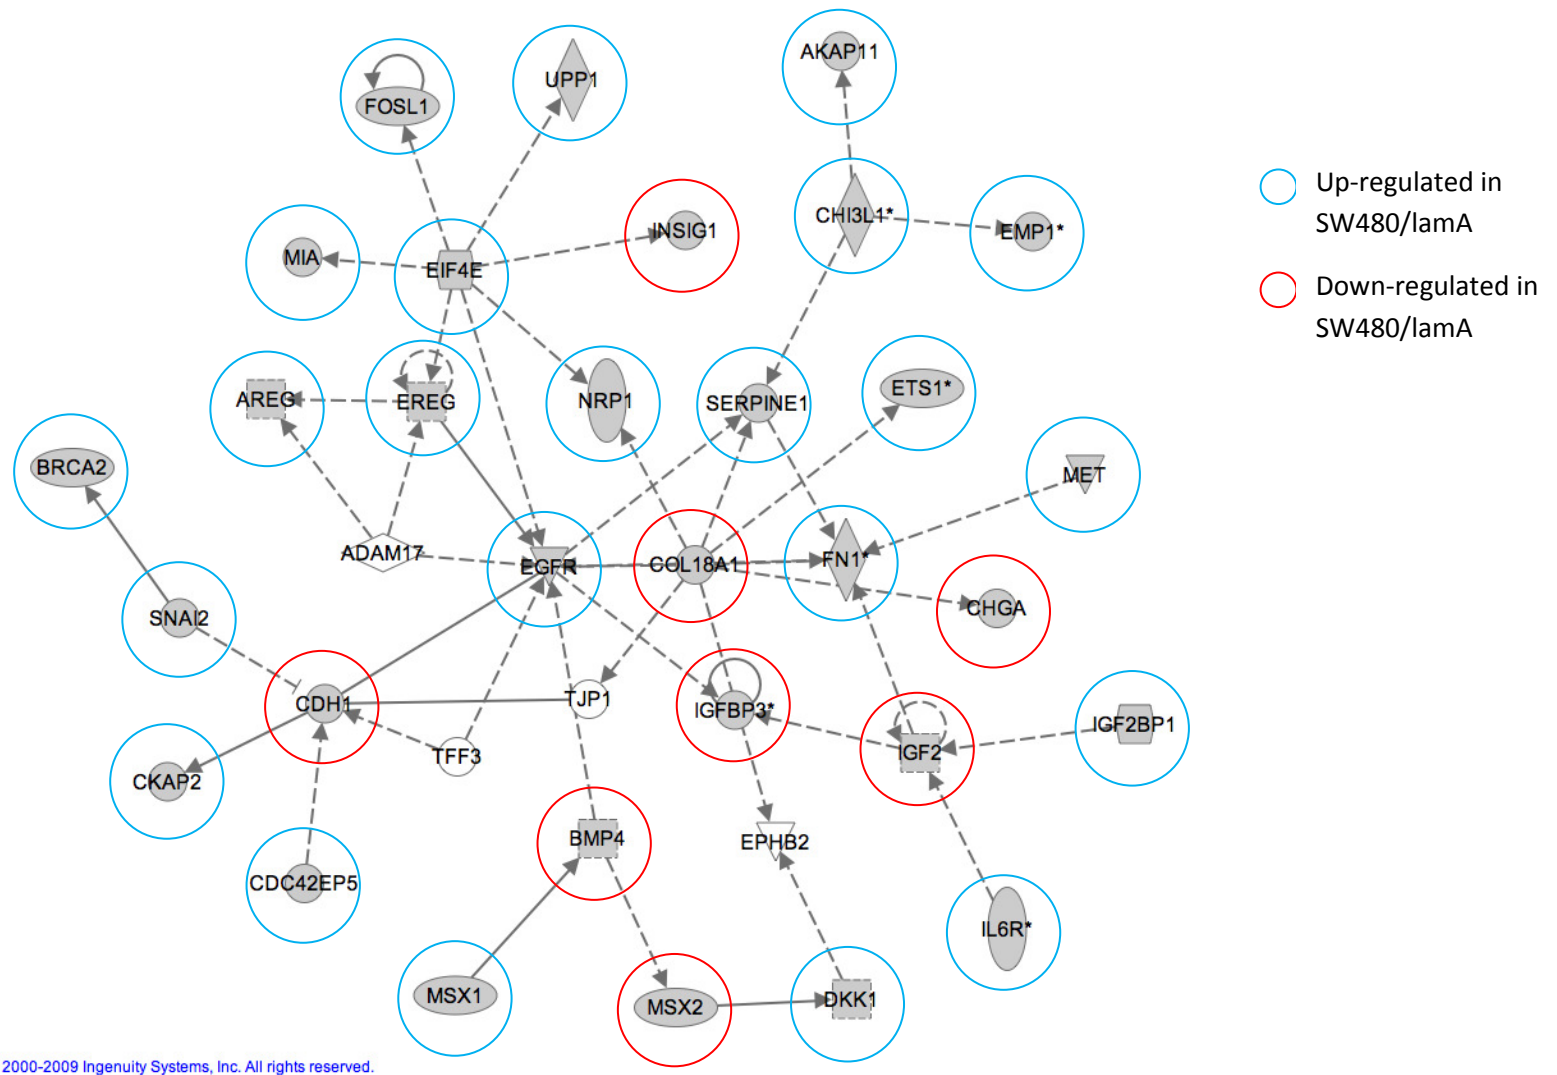 AKAP11
UPP1
FOSL1
Up-regulated in
SW480/lamA
CHI3L1*
INSIG1
EMP1*
MIA
EIF4E
Down-regulated in
SW480/lamA
ETS1*
AREG
EREG
NRP1
SERPINE1
BRCA2
MET
ADAM17
EGFR
COL18A1
FN1*
CHGA
SNAI2
CDH1
TJP1
IGFBP3*
IGF2BP1
TFF3
IGF2
CKAP2
BMP4
EPHB2
CDC42EP5
IL6R*
MSX1
MSX2
DKK1
2000-2009 Ingenuity Systems, Inc. All rights reserved.